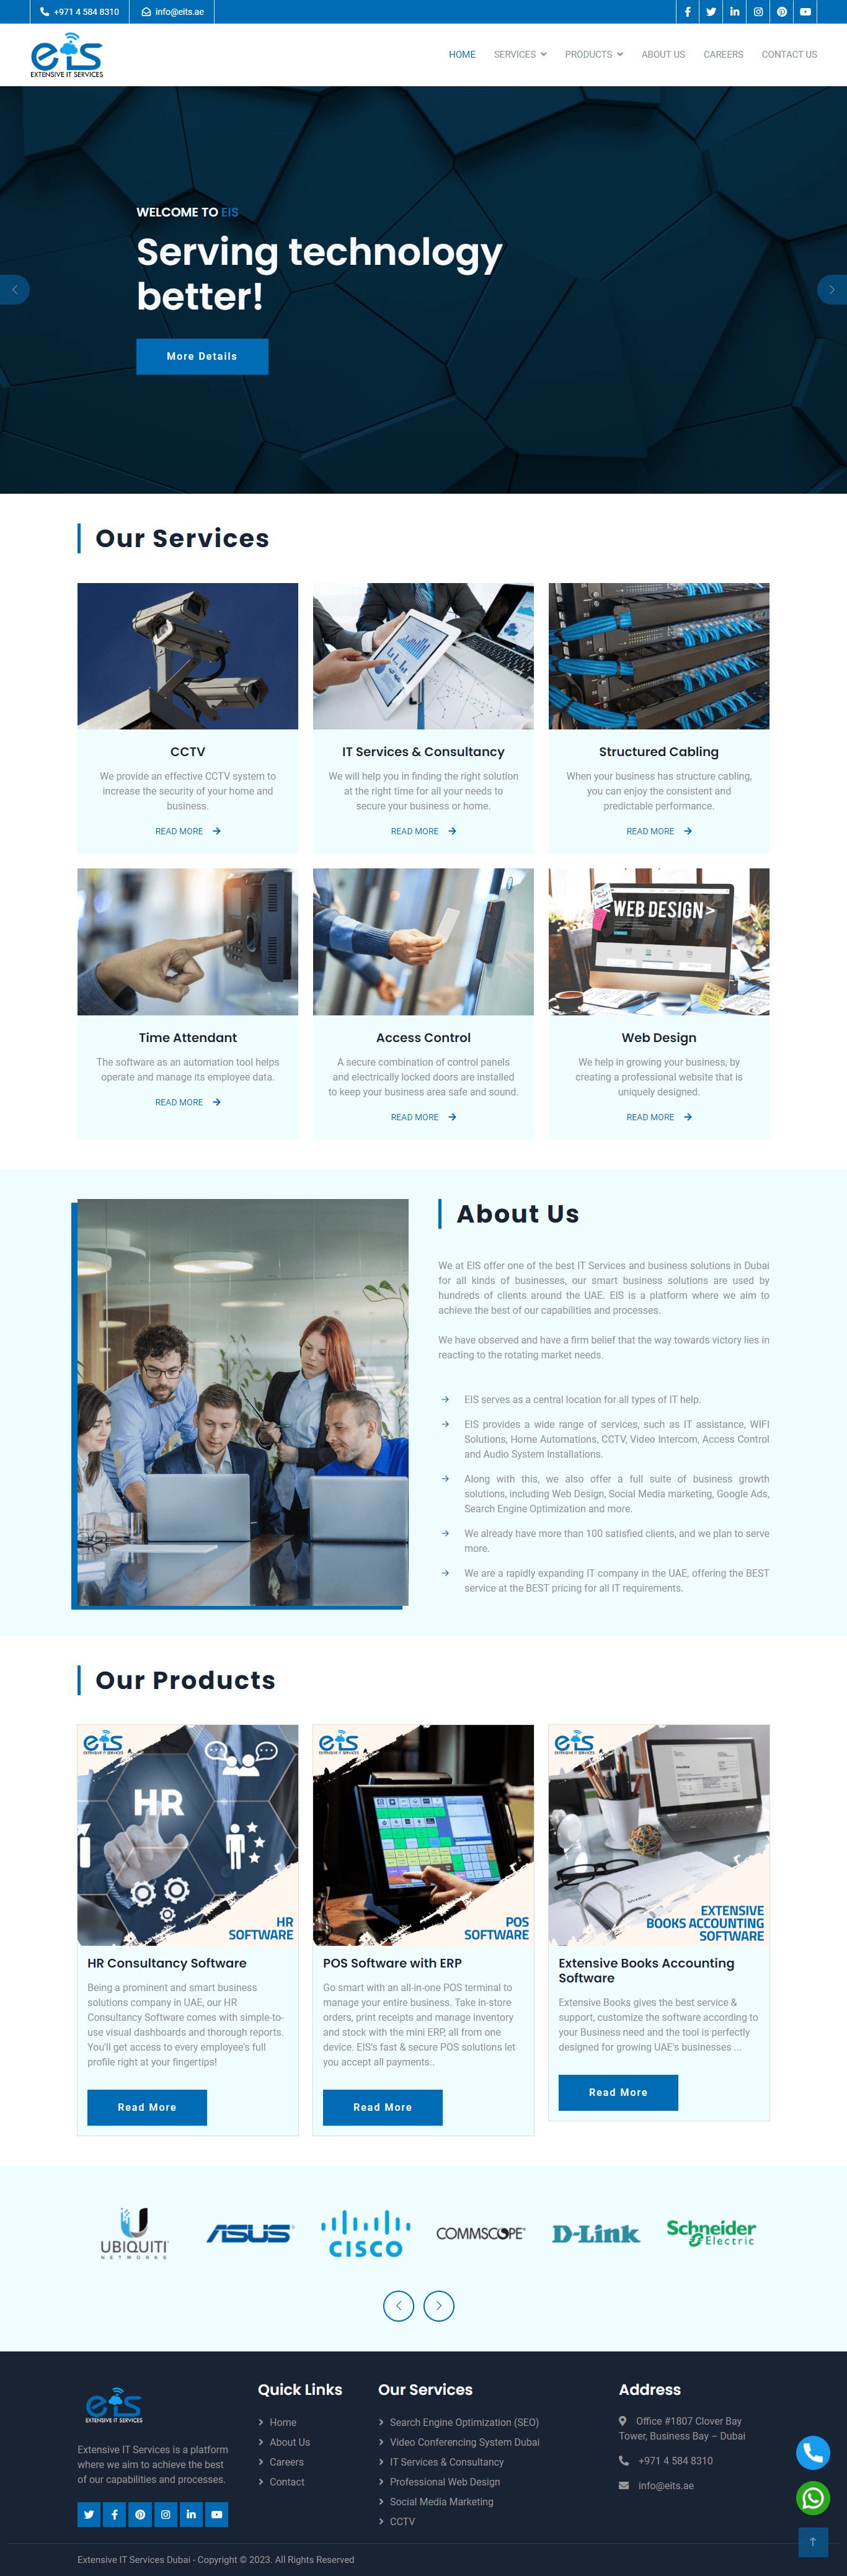 +971 4 584 8310
info@eits.ae
eis
EXTENSIVE IT SERVICES
HOME
SERVICES
PRODUCTS
ABOUT US
CAREERS
CONTACT US
WELCOME TO EIS
Serving technology
better!
More Details
Our Services
CCTV
We provide an effective CCTV system to
increase the security of your home and
business.
READ MORE
IT Services & Consultancy
We will help you in finding the right solution
at the right time for all your needs to
secure your business or home.
READ MORE
Structured Cabling
When your business has structure cabling,
you can enjoy the consistent and
predictable performance.
READ MORE
<WEB DESIGN>
Time Attendant
The software as an automation tool helps
operate and manage its employee data.
READ MORE
Access Control
A secure combination of control panels
and electrically locked doors are installed
to keep your business area safe and sound.
READ MORE
Web Design
We help in growing your business, by
creating a professional website that is
uniquely designed.
READ MORE
About Us
We at EIS offer one of the best IT Services and business solutions in Dubai
for all kinds of businesses, our smart business solutions are used by
hundreds of clients around the UAE. EIS is a platform where we aim to
achieve the best of our capabilities and processes.
We have observed and have a firm belief that the way towards victory lies in
reacting to the rotating market needs.
EIS serves as a central location for all types of IT help.
EIS provides a wide range of services, such as IT assistance, WIFI
Solutions, Home Automations, CCTV, Video Intercom, Access Control
and Audio System Installations.
Along with this, we also offer a full suite of business growth
solutions, including Web Design, Social Media marketing, Google Ads,
Search Engine Optimization and more.
We already have more than 100 satisfied clients, and we plan to serve
more.
We are a rapidly expanding IT company in the UAE, offering the BEST
service at the BEST pricing for all IT requirements.
Our Products
eis
EXTENSIVE IT SERVICES
HR
HR
SOFTWARE
HR Consultancy Software
Being a prominent and smart business
solutions company in UAE, our HR
Consultancy Software comes with simple-to-
use visual dashboards and thorough reports.
You'll get access to every employee's full
profile right at your fingertips!
Read More
eis
EXTENSIVE IT SERVICES
POS
SOFTWARE
POS Software with ERP
Go smart with an all-in-one POS terminal to
manage your entire business. Take in-store
orders, print receipts and manage inventory
and stock with the mini ERP, all from one
device. EIS's fast & secure POS solutions let
you accept all payments..
Read More
eis
EXTENSIVE IT SERVICES
Invoice
EXTENSIVE
BOOKS ACCOUNTING
SOFTWARE
Extensive Books Accounting
Software
Extensive Books gives the best service &
support, customize the software according to
your Business need and the tool is perfectly
designed for growing UAE's businesses ...
Read More
UBIQUITI
NETWORKS
ASUS
CISCO
COMMSCOPE
D-Link
Schneider
Electric
eis
EXTENSIVE IT SERVICES
Extensive IT Services is a platform
where we aim to achieve the best
of our capabilities and processes.
Quick Links
Home
About Us
Careers
Contact
Our Services
Search Engine Optimization (SEO)
Video Conferencing System Dubai
IT Services & Consultancy
Professional Web Design
Social Media Marketing
CCTV
Address
Office #1807 Clover Bay
Tower, Business Bay – Dubai
+971 4 584 8310
info@eits.ae
Extensive IT Services Dubai - Copyright © 2023. All Rights Reserved